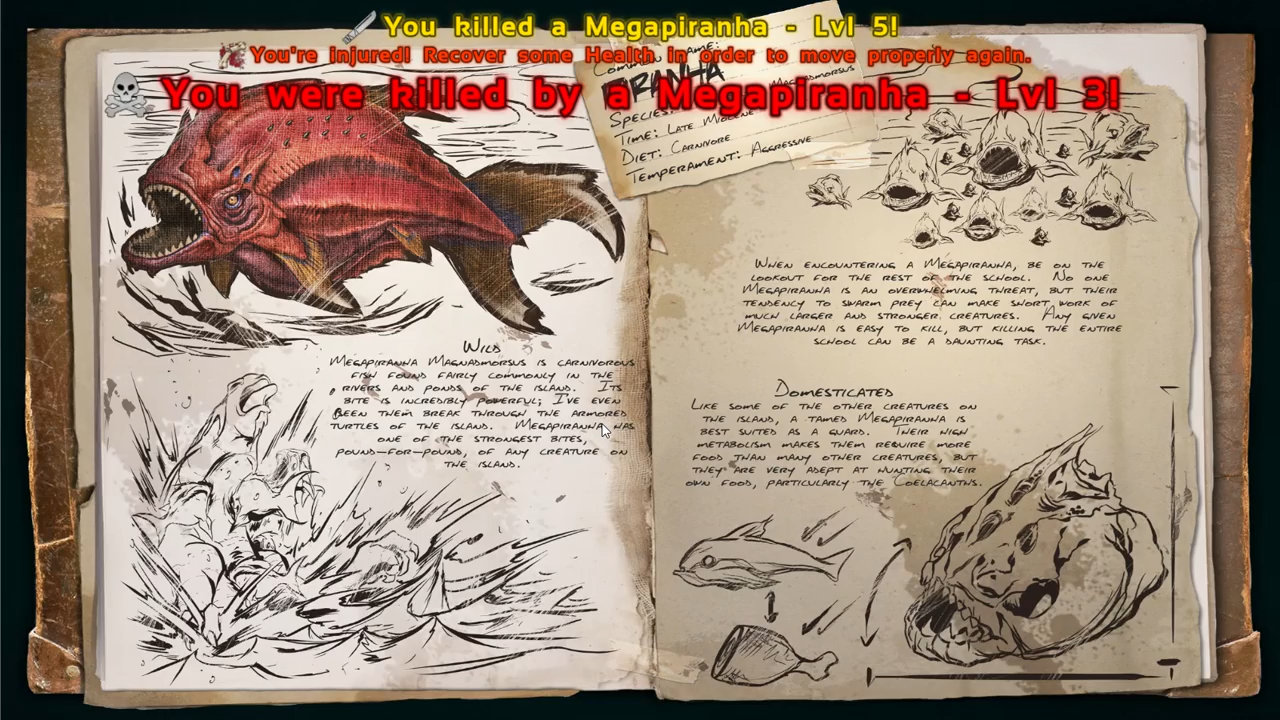 You killed a Megapiranha - Lvl 5!
You're injured! Recover some Health in order to move properly again.
You were killed by a Megapiranha - Lvl 3!
Species:
Magnadmorsus
Time: Late Miocene
Diet: Carnivore
Temperament: Aggressive
Wild
Megapiranha Magnadmorsus is carnivorous
fish found fairly commonly in the
rivers and ponds of the island. Its
bite is incredibly powerful; I've even
been them break through the armored
turtles of the island. Megapiranha has
one of the strongest bites,
pound-for-pound, of any creature on
the island.
When encountering a Megapiranha, be on the
lookout for the rest of the school. No one
Megapiranha is an overwhelming threat, but their
tendency to swarm prey can make short work of
much larger and stronger creatures. Any given
Megapiranha is easy to kill, but killing the entire
school can be a daunting task.
Domesticated
Like some of the other creatures on
the island, a tamed Megapiranha is
best suited as a guard. Their high
metabolism makes them require more
food than many other creatures, but
they are very adept at hunting their
own food, particularly the Coelacanths.